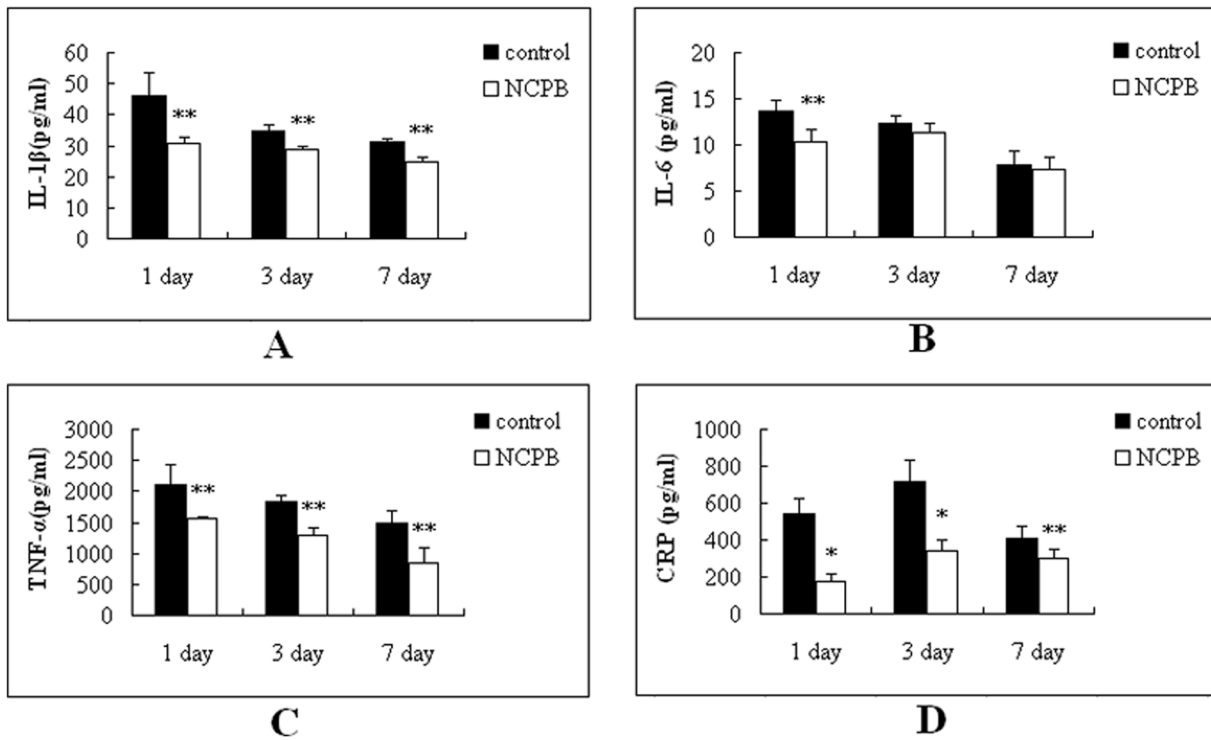 60
50
40
30
20
10
0
IL-1β(pg/ml)
control
NCPB
**
**
**
1 day 3 day 7 day
A
20
15
10
5
0
IL-6 (pg/ml)
control
NCPB
**
1 day 3 day 7 day
B
3000
2500
2000
1500
1000
500
0
TNF-α(pg/ml)
control
NCPB
**
**
**
1 day 3 day 7 day
C
1000
800
600
400
200
0
CRP (pg/ml)
control
NCPB
*
*
**
1 day 3 day 7 day
D